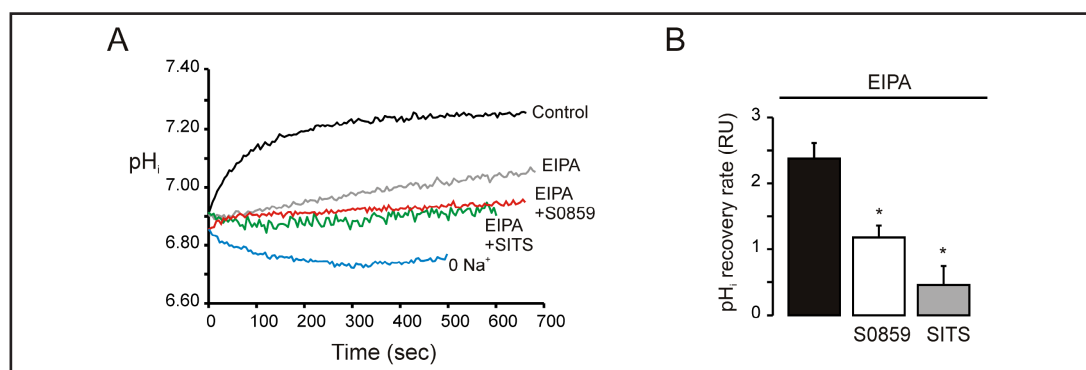 A
7.40
7.20
7.00
6.80
6.60
pHi
0 100 200 300 400 500 600 700
Time (sec)
Control
EIPA
EIPA
+S0859
EIPA
+SITS
0 Na+
B
EIPA
3
2
1
0
pHi recovery rate (RU)
*
*
S0859 SITS